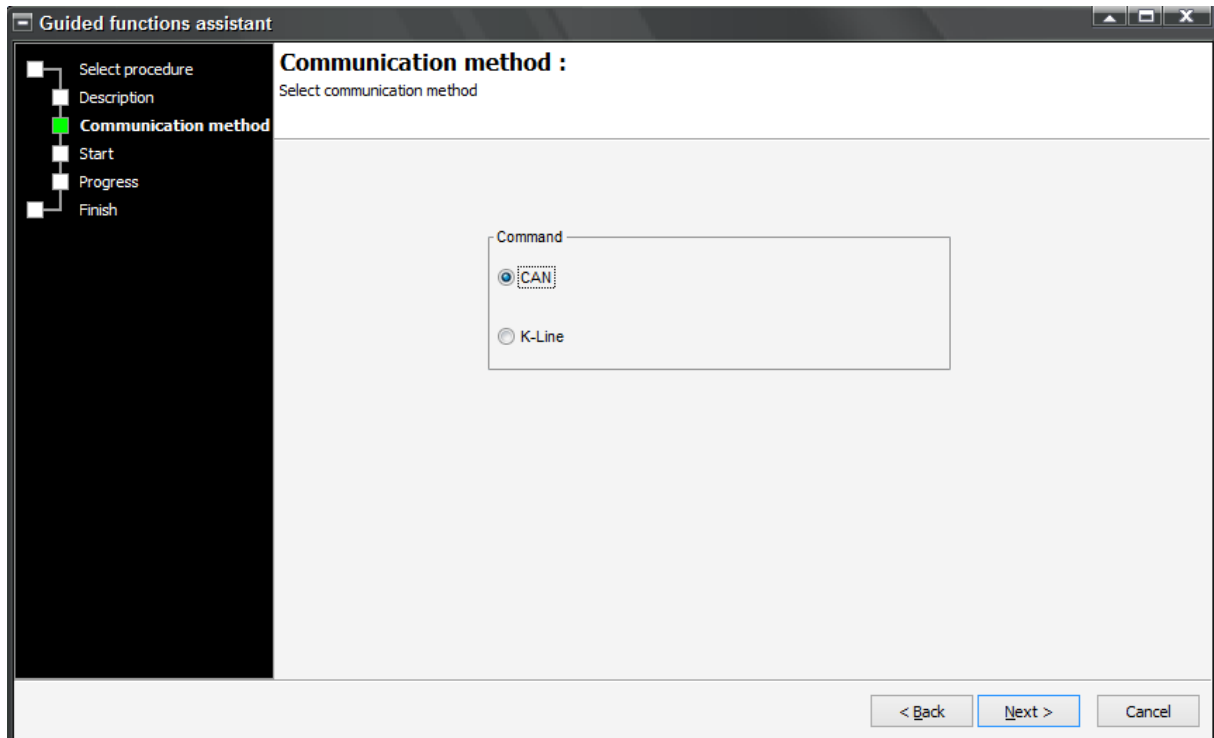 Guided functions assistant
Select procedure
Description
Communication method
Start
Progress
Finish
Communication method :
Select communication method
Command
CAN
K-Line
< Back
Next >
Cancel